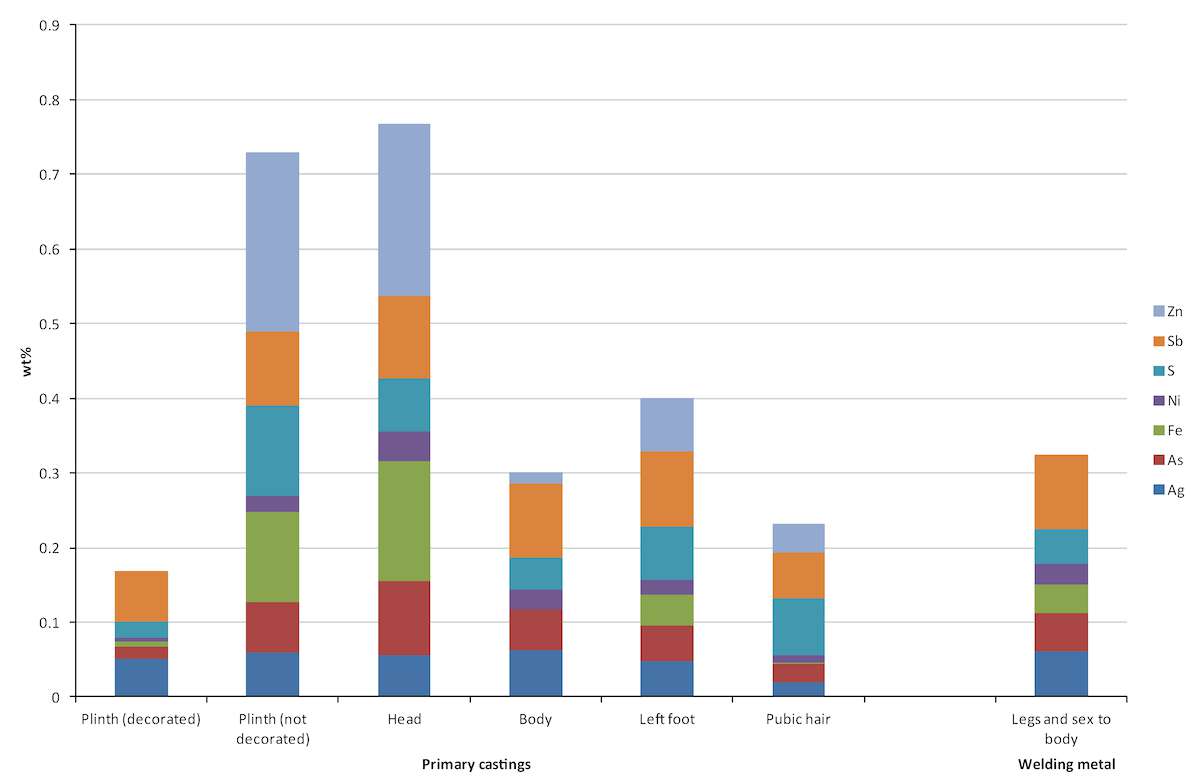 0.9
0.8
0.7
0.6
0.5
0.4
0.3
0.2
0.1
0
wt%
Zn
Sb
S
Ni
Fe
As
Ag
Plinth (decorated)
Plinth (not
decorated)
Head
Body
Left foot
Pubic hair
Legs and sex to
body
Primary castings
Welding metal